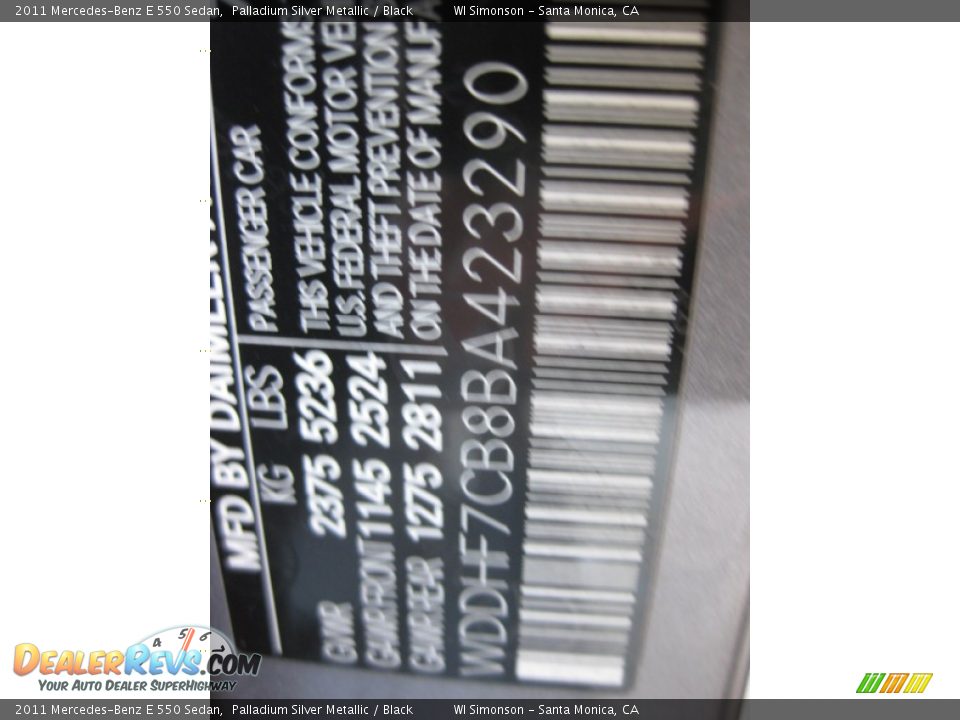 2011 Mercedes-Benz E 550 Sedan,  Palladium Silver Metallic / Black          WI Simonson - Santa Monica, CA
MFD BY DAIMLER
KG LBS PASSENGER CAR
GVWR 2375 5236 THIS VEHICLE CONFORMS
GAWR FRONT 1145 2524 U.S. FEDERAL MOTOR VE
GAWR REAR 1275 2811 AND THEFT PREVENTION
ON THE DATE OF MANUFA
WDDHF7CB8BA423290
DEALERREVS.COM
YOUR AUTO DEALER SUPERHIGHWAY
4 5 6
2011 Mercedes-Benz E 550 Sedan,  Palladium Silver Metallic / Black          WI Simonson - Santa Monica, CA